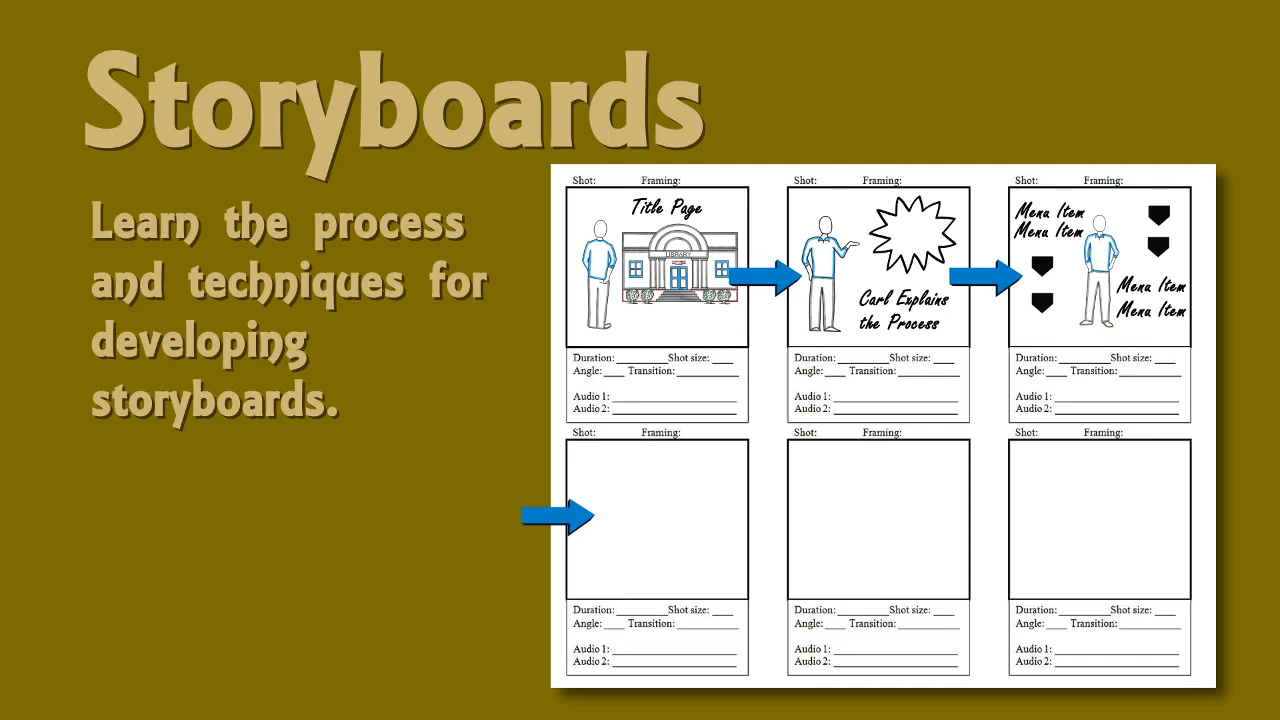 Storyboards
Learn the process
and techniques for
developing
storyboards.
Shot: Framing:
Title Page
LIBRARY
Duration: Shot size:
Angle: Transition:
Audio 1:
Audio 2:
Shot: Framing:
Carl Explains
the Process
Duration: Shot size:
Angle: Transition:
Audio 1:
Audio 2:
Shot: Framing:
Menu Item
Menu Item
Menu Item
Menu Item
Duration: Shot size:
Angle: Transition:
Audio 1:
Audio 2:
Shot: Framing:
Duration: Shot size:
Angle: Transition:
Audio 1:
Audio 2:
Shot: Framing:
Duration: Shot size:
Angle: Transition:
Audio 1:
Audio 2:
Shot: Framing:
Duration: Shot size:
Angle: Transition:
Audio 1:
Audio 2: